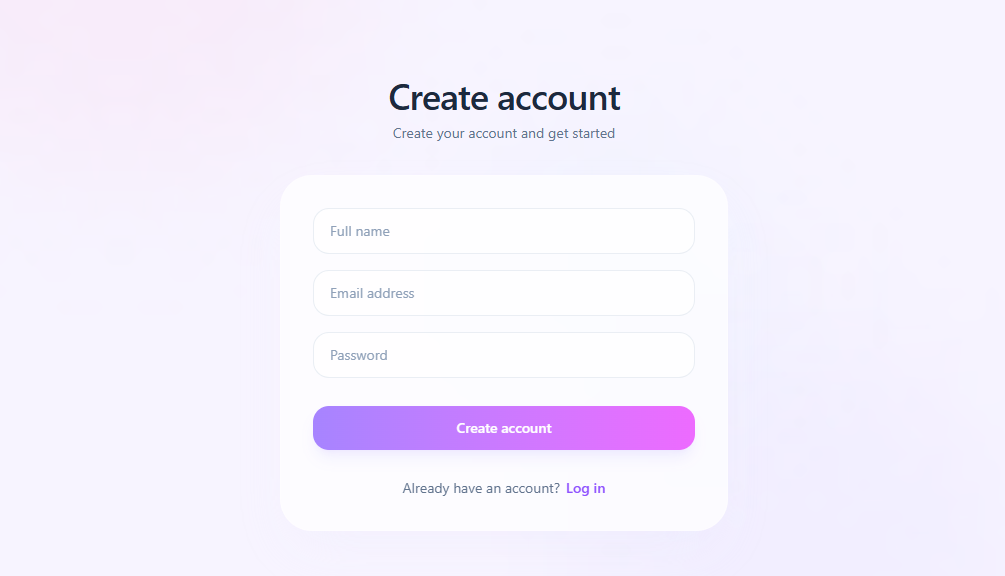 Create account
Create your account and get started
Full name
Email address
Password
Create account
Already have an account? Log in